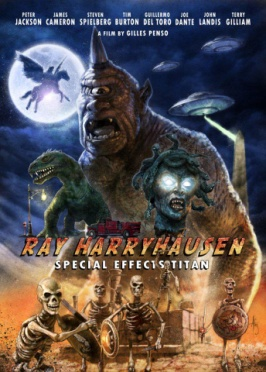 PETER JACKSON JAMES CAMERON STEVEN SPIELBERG TIM BURTON GUILLERMO DEL TORO JOE DANTE JOHN LANDIS TERRY GILLIAM
A FILM BY GILLES PENSO
RAY HARRYHAUSEN
SPECIAL EFFECTS TITAN